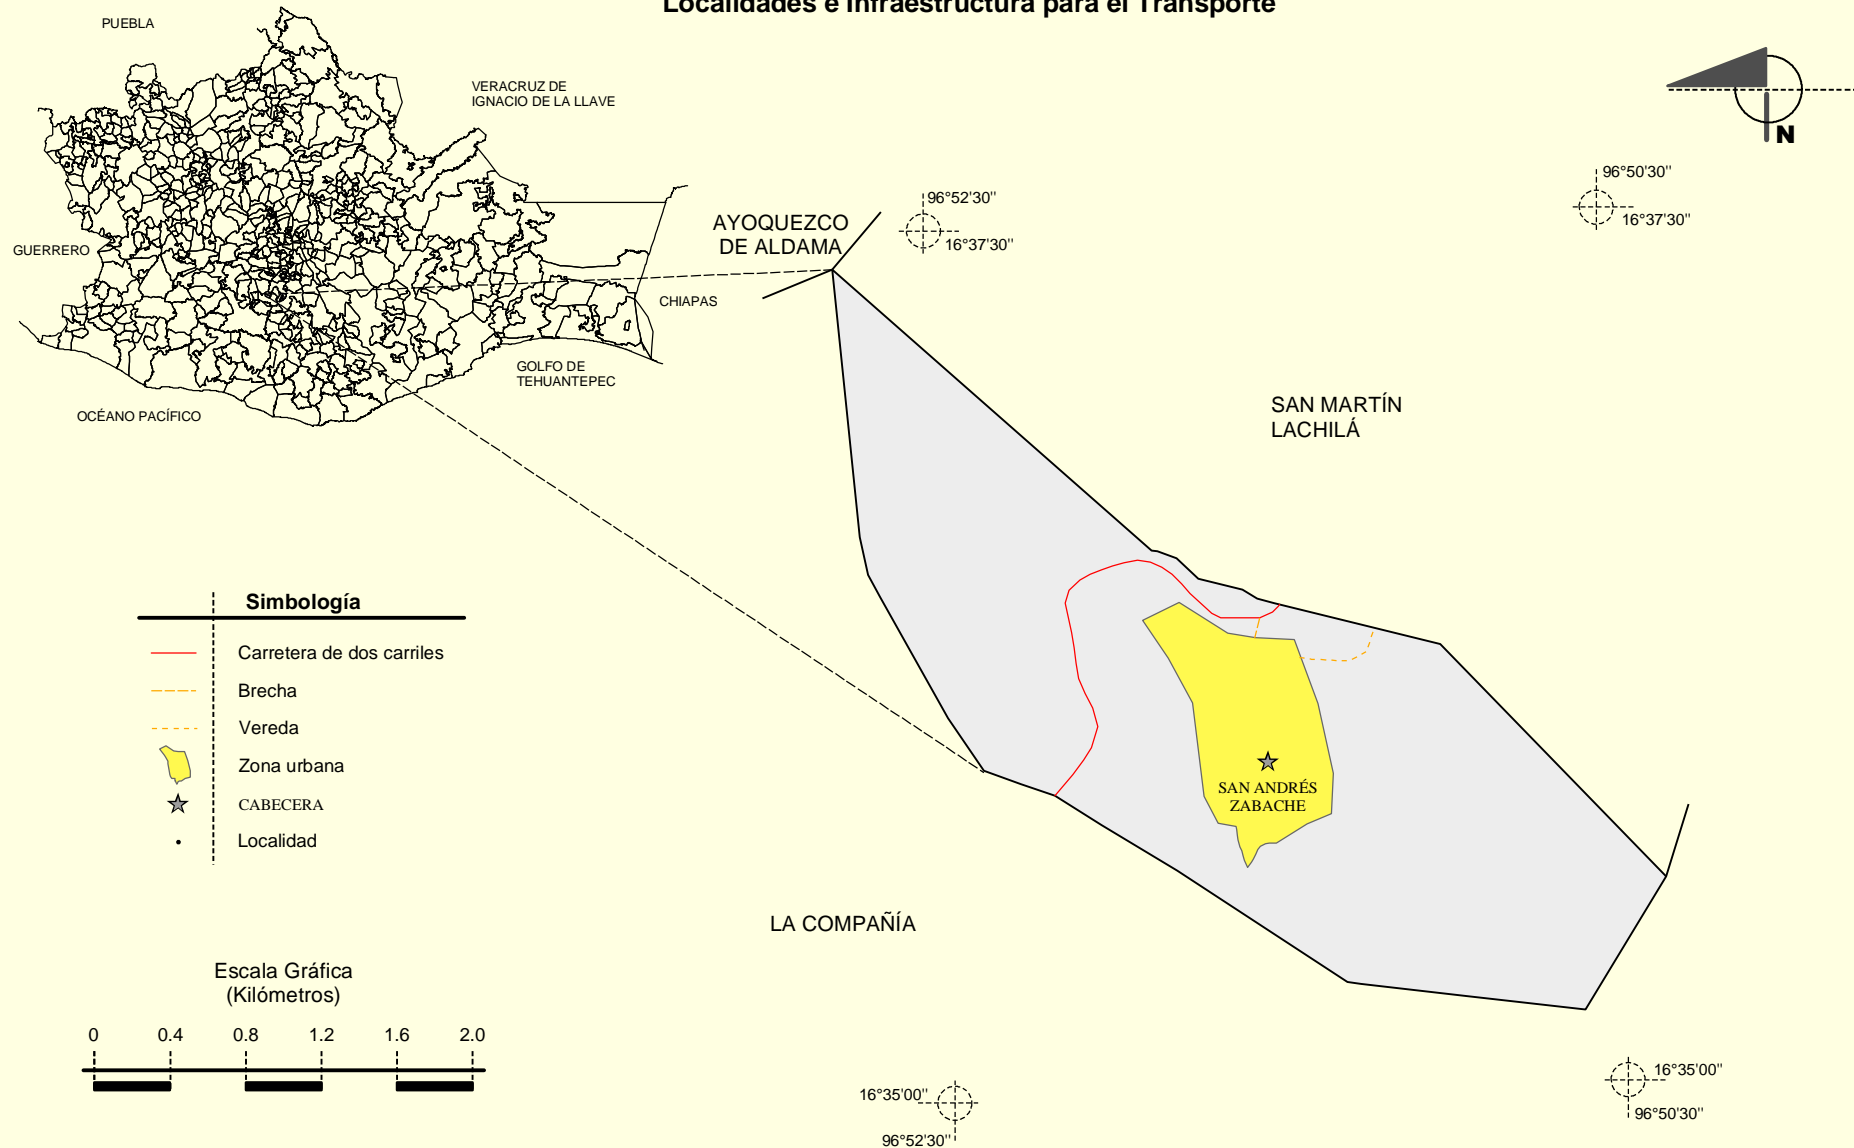 Localidades e Infraestructura para el Transporte
PUEBLA
VERACRUZ DE
IGNACIO DE LA LLAVE
N
96°50'30"
16°37'30"
96°52'30"
16°37'30"
AYOQUEZCO
DE ALDAMA
GUERRERO
CHIAPAS
GOLFO DE
TEHUANTEPEC
OCÉANO PACÍFICO
SAN MARTÍN
LACHILÁ
Simbología
Carretera de dos carriles
Brecha
Vereda
Zona urbana
CABECERA
Localidad
SAN ANDRÉS
ZABACHE
LA COMPAÑÍA
Escala Gráfica
(Kilómetros)
0 0.4 0.8 1.2 1.6 2.0
16°35'00"
96°52'30"
16°35'00"
96°50'30"